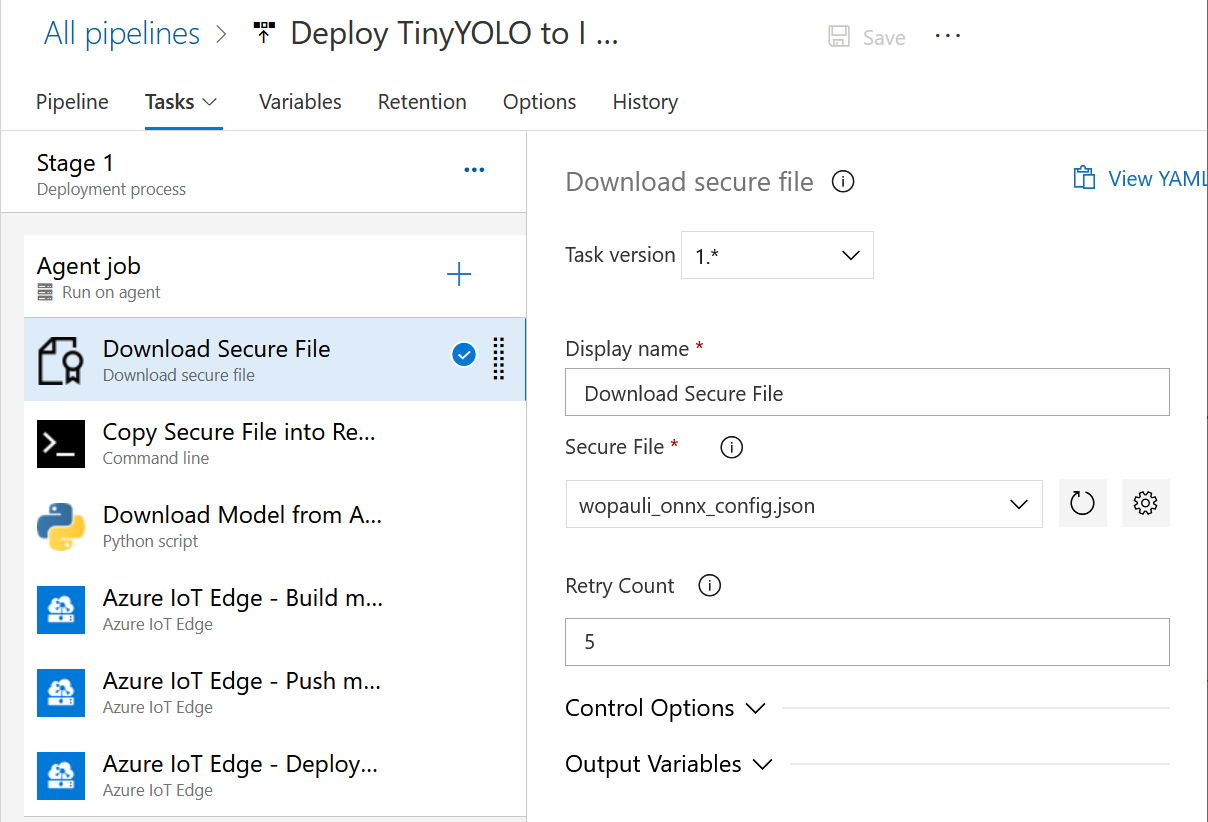 All pipelines > Deploy TinyYOLO to I ...
Save ...
Pipeline Tasks Variables Retention Options History
Stage 1
Deployment process
Agent job
Run on agent
Download Secure File
Download secure file
Copy Secure File into Re...
Command line
Download Model from A...
Python script
Azure IoT Edge - Build m...
Azure IoT Edge
Azure IoT Edge - Push m...
Azure IoT Edge
Azure IoT Edge - Deploy...
Azure IoT Edge
Download secure file
View YAML
Task version 1.*
Display name *
Download Secure File
Secure File *
wopauli_onnx_config.json
Retry Count
5
Control Options
Output Variables